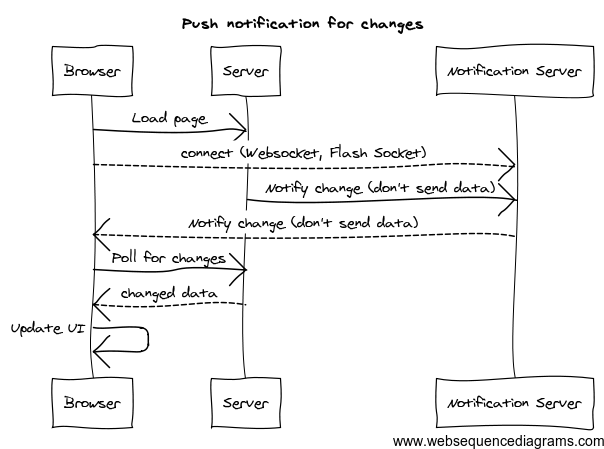 Push notification for changes
Browser Server Notification Server
Load page
connect (Websocket, Flash Socket)
Notify change (don't send data)
Notify change (don't send data)
Poll for changes
changed data
Update UI
Browser Server Notification Server
www.websequencediagrams.com